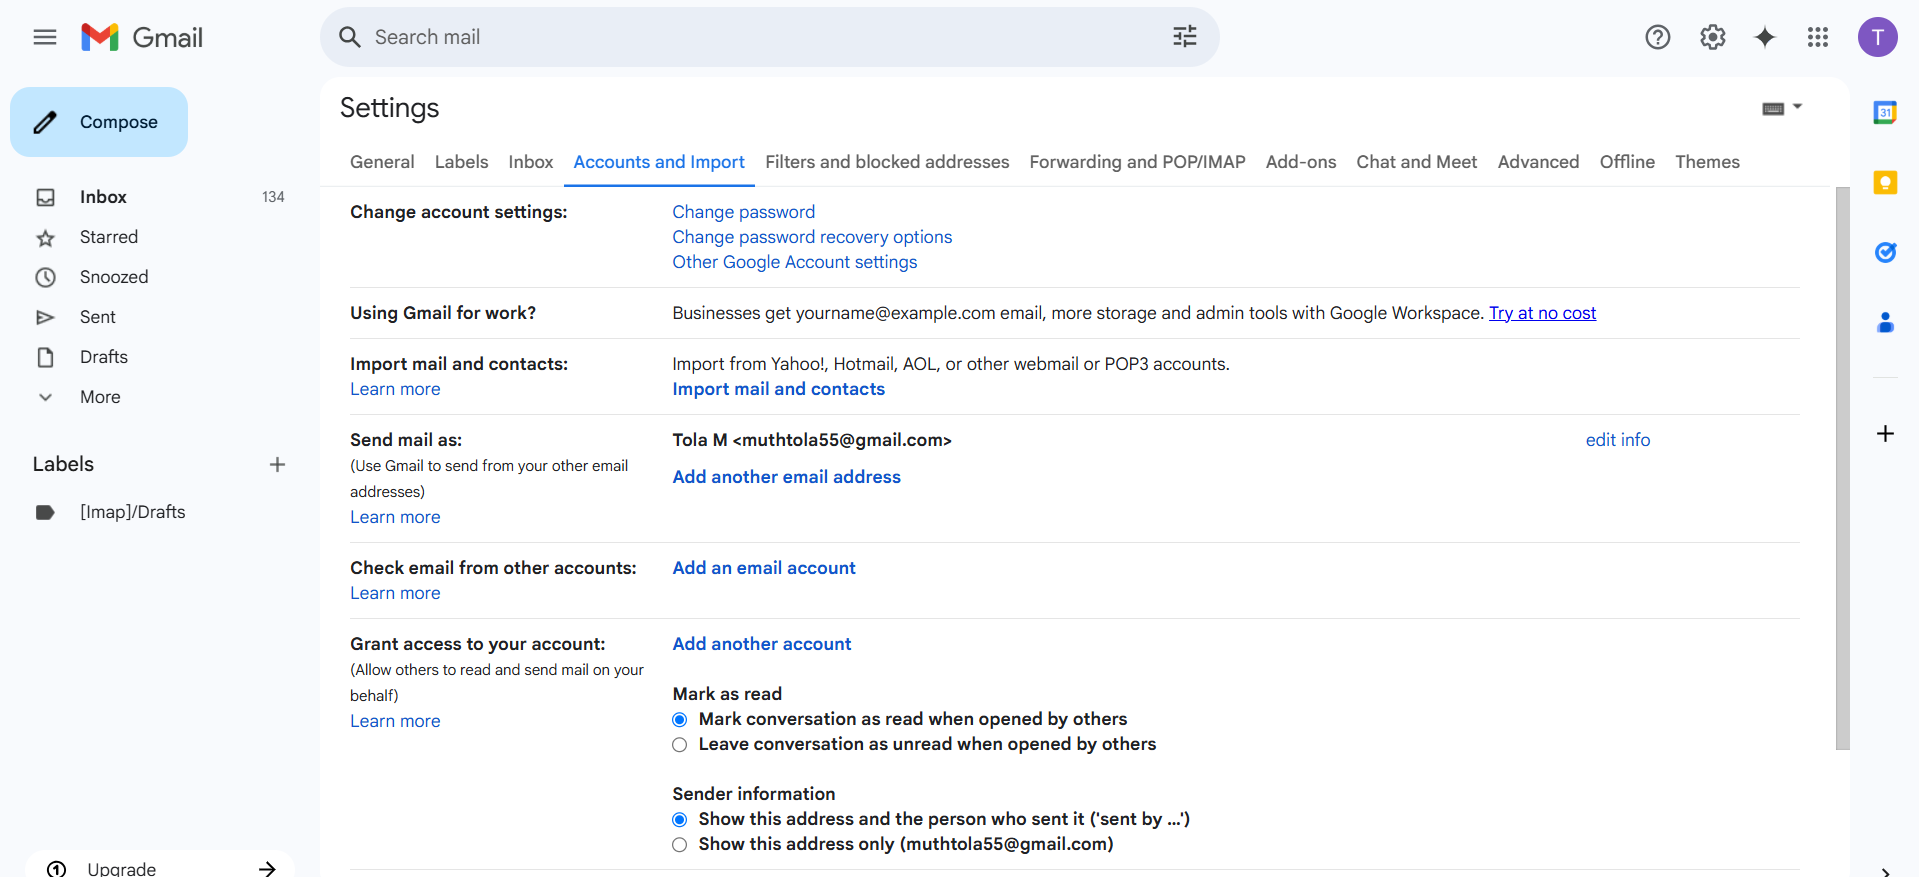 Gmail
Search mail
T
Compose
Inbox 134
Starred
Snoozed
Sent
Drafts
More
Labels
[Imap]/Drafts
1 Upgrade
Settings
General Labels Inbox Accounts and Import Filters and blocked addresses Forwarding and POP/IMAP Add-ons Chat and Meet Advanced Offline Themes
Change account settings: Change password
Change password recovery options
Other Google Account settings
Using Gmail for work? Businesses get yourname@example.com email, more storage and admin tools with Google Workspace. Try at no cost
Import mail and contacts: Import from Yahoo!, Hotmail, AOL, or other webmail or POP3 accounts.
Learn more Import mail and contacts
Send mail as: Tola M <muthtola55@gmail.com> edit info
(Use Gmail to send from your other email
addresses)
Add another email address
Learn more
Check email from other accounts: Add an email account
Learn more
Grant access to your account: Add another account
(Allow others to read and send mail on your
behalf)
Learn more
Mark as read
Mark conversation as read when opened by others
Leave conversation as unread when opened by others
Sender information
Show this address and the person who sent it ('sent by ...')
Show this address only (muthtola55@gmail.com)
31